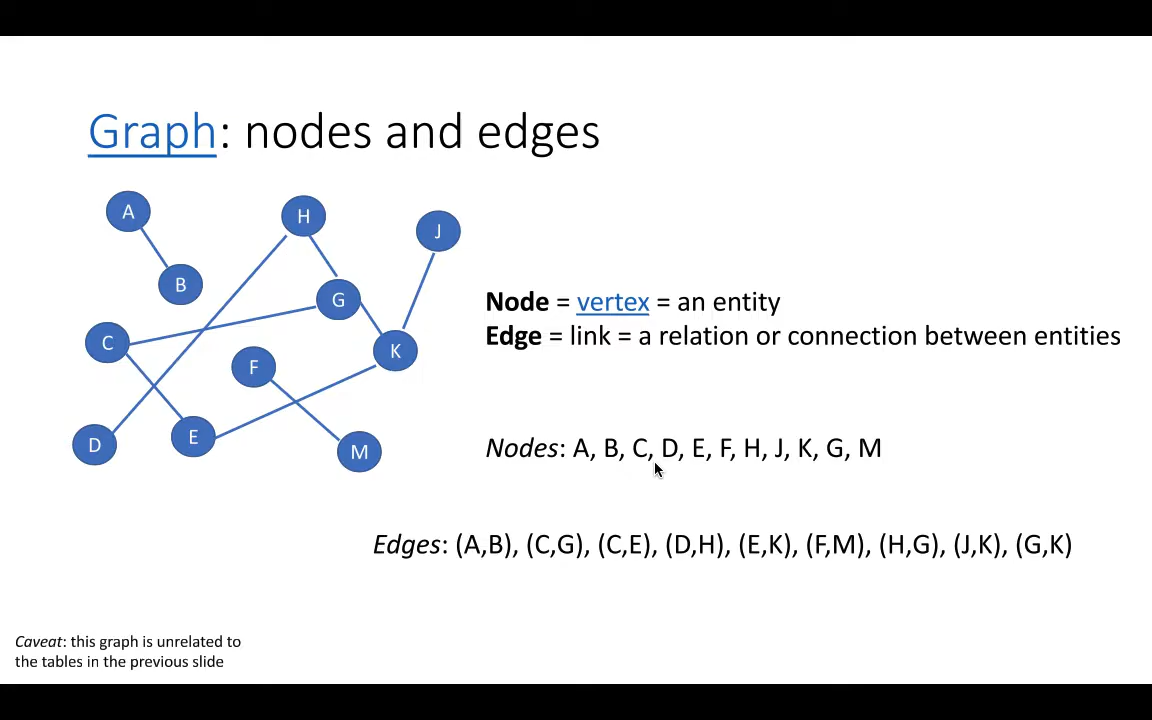 Graph: nodes and edges
A
H
J
B
G
C
K
F
D
E
M
Node = vertex = an entity
Edge = link = a relation or connection between entities
Nodes: A, B, C, D, E, F, H, J, K, G, M
Edges: (A,B), (C,G), (C,E), (D,H), (E,K), (F,M), (H,G), (J,K), (G,K)
Caveat: this graph is unrelated to
the tables in the previous slide